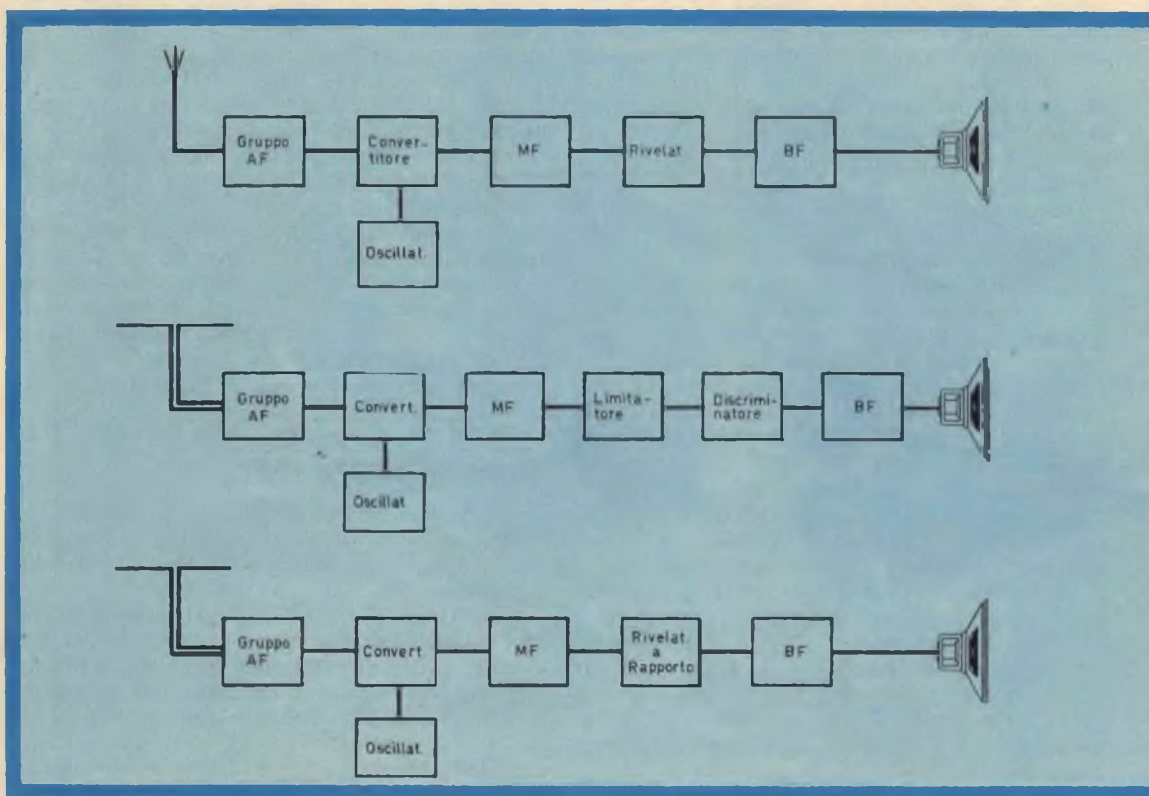 Gruppo
AF
Conver-
titore
MF
Rivelat.
BF
Oscillat.
Gruppo
AF
Convert.
MF
Limita-
tore
Discrimi-
natore
BF
Oscillat
Gruppo
AF
Convert
MF
Rivelat.
a
Rapporto
BF
Oscillat.